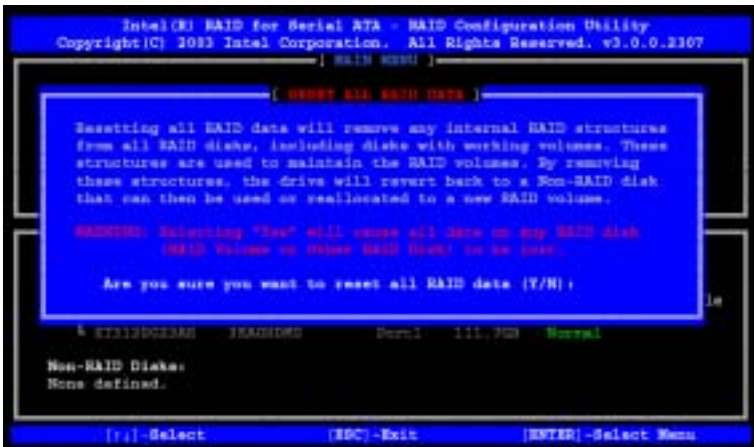 Intel(R) RAID for Serial ATA - RAID Configuration Utility
Copyright(C) 2003 Intel Corporation. All Rights Reserved. v3.0.0.2307
[ MAIN MENU ]
[ RESET ALL RAID DATA ]
Resetting all RAID data will remove any internal RAID structures
from all RAID disks, including disks with working volumes. These
structures are used to maintain the RAID volumes. By removing
these structures, the drive will revert back to a Non-RAID disk
that can then be used or reallocated to a new RAID volume.
WARNING: Selecting "Yes" will cause all data on any RAID disk
(RAID Volume or Other RAID Disk) to be lost.
Are you sure you want to reset all RAID data (Y/N):
le
Port1 111.7GB Normal
Non-RAID Disks:
None defined.
[↑↓]-Select [ESC]-Exit [ENTER]-Select Menu